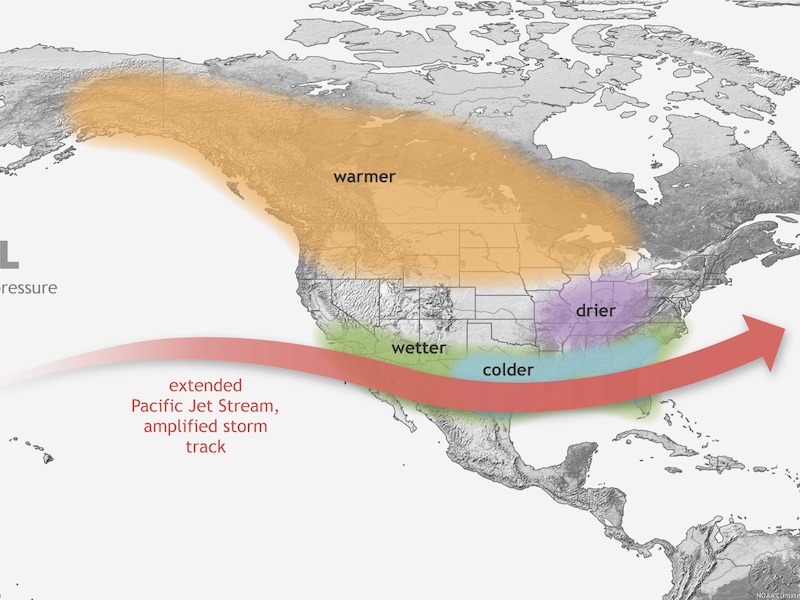 warmer
L
ressure
drier
wetter
colder
extended
Pacific Jet Stream,
amplified storm
track
NOAA Climate